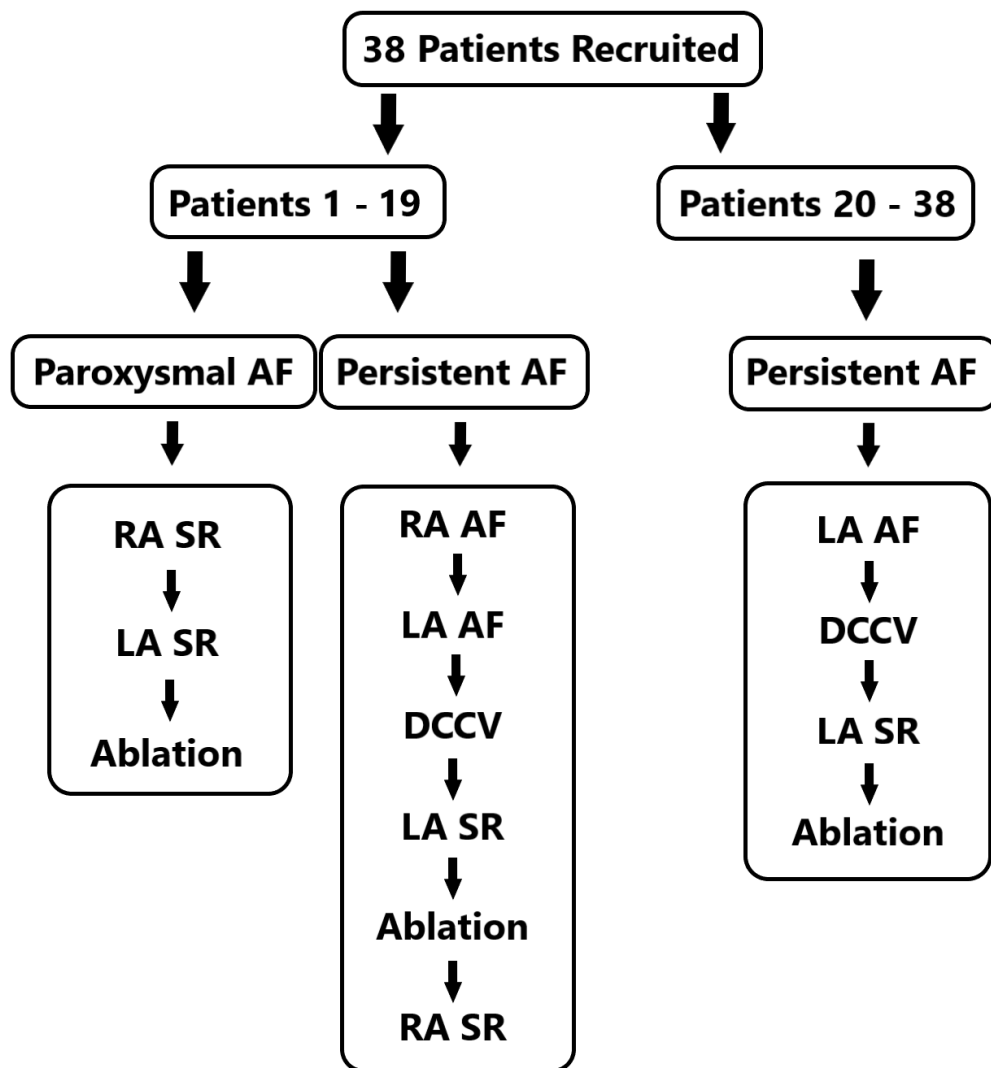 38 Patients Recruited
Patients 1 - 19
Patients 20 - 38
Paroxysmal AF
Persistent AF
Persistent AF
RA SR
LA SR
Ablation
RA AF
LA AF
DCCV
LA SR
Ablation
RA SR
LA AF
DCCV
LA SR
Ablation